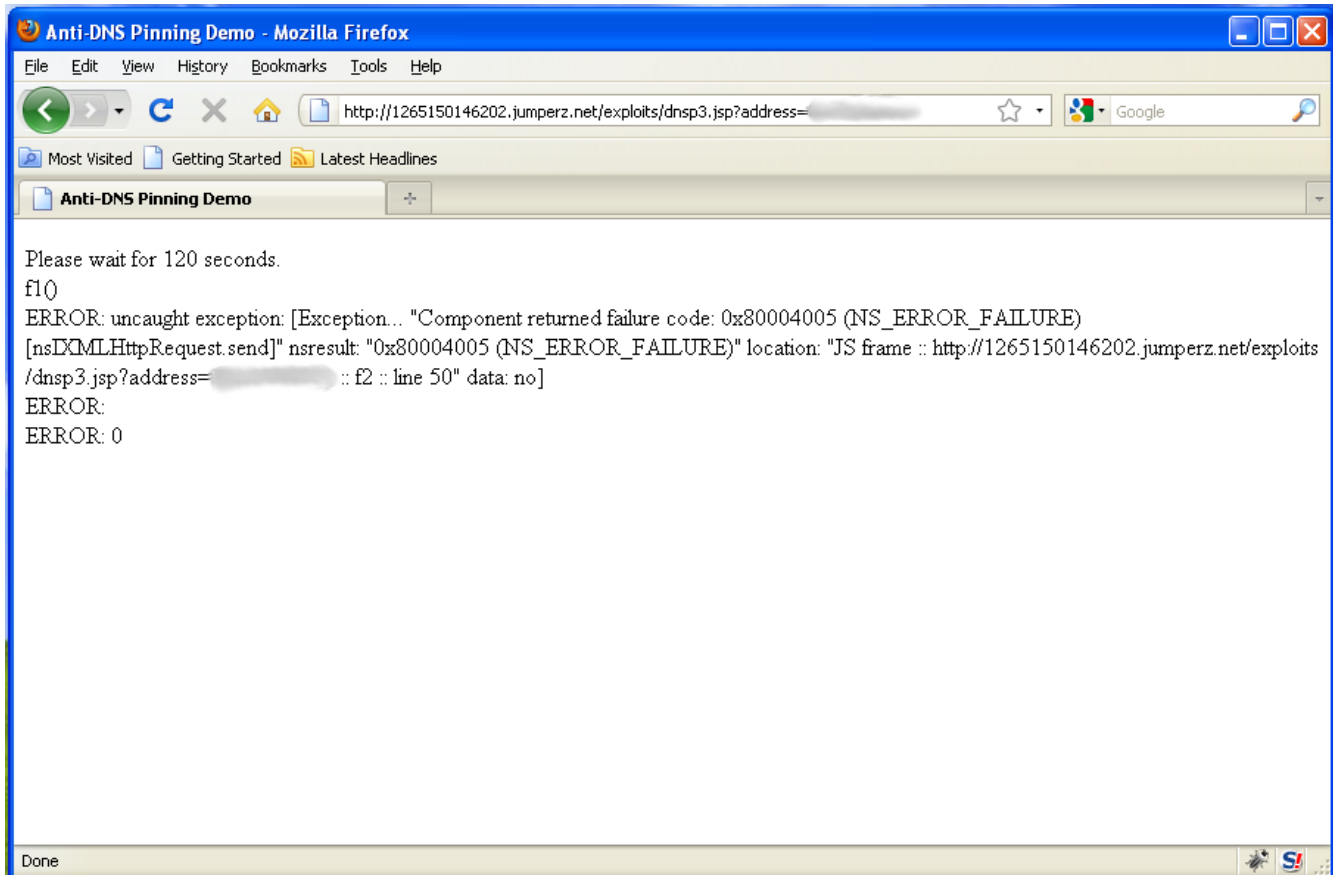 Anti-DNS Pinning Demo - Mozilla Firefox
File Edit View History Bookmarks Tools Help
http://1265150146202.jumperz.net/exploits/dnsp3.jsp?address=
Google
Most Visited Getting Started Latest Headlines
Anti-DNS Pinning Demo
Please wait for 120 seconds.
f1()
ERROR: uncaught exception: [Exception... "Component returned failure code: 0x80004005 (NS_ERROR_FAILURE)
[nsIXMLHttpRequest.send]" nsresult: "0x80004005 (NS_ERROR_FAILURE)" location: "JS frame :: http://1265150146202.jumperz.net/exploits
/dnsp3.jsp?address= :: f2 :: line 50" data: no]
ERROR:
ERROR: 0
Done
S!